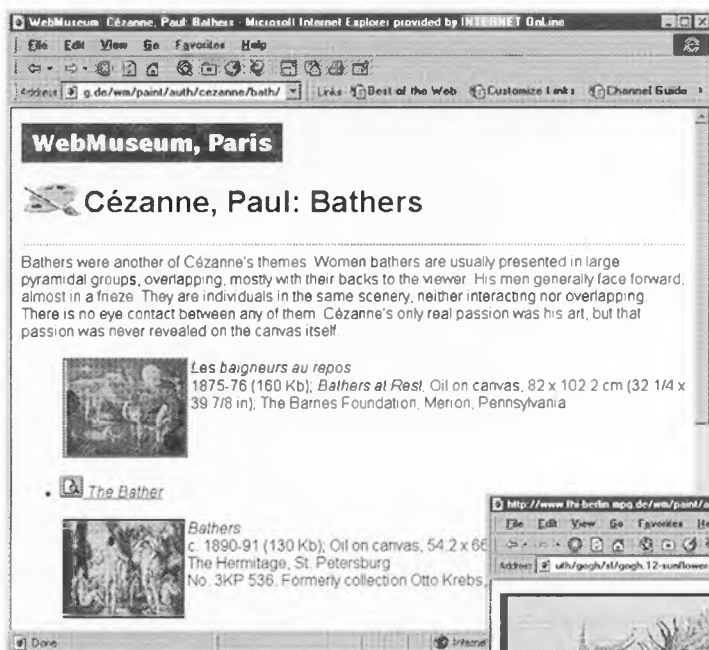 WebMuseum: Cézanne, Paul: Bathers - Microsoft Internet Explorer provided by INTERNET OnLine
File Edit View Go Favorites Help
Address g.de/wm/paint/auth/cezanne/bath/ Links Best of the Web Customize Links Channel Guide
WebMuseum, Paris
Cézanne, Paul: Bathers
Bathers were another of Cézanne's themes. Women bathers are usually presented in large
pyramidal groups, overlapping, mostly with their backs to the viewer. His men generally face forward,
almost in a frieze. They are individuals in the same scenery, neither interacting nor overlapping.
There is no eye contact between any of them. Cézanne's only real passion was his art, but that
passion was never revealed on the canvas itself.
Les baigneurs au repos
1875-76 (160 Kb); Bathers at Rest, Oil on canvas, 82 x 102.2 cm (32 1/4 x
39 7/8 in); The Barnes Foundation, Merion, Pennsylvania
• The Bather
Bathers
c. 1890-91 (130 Kb); Oil on canvas, 54.2 x 66
The Hermitage, St. Petersburg
No. 3KP 536. Formerly collection Otto Krebs,
Done
http://www.fhi-berlin.mpg.de/wm/paint/a
File Edit View Go Favorites He
Address uth/gogh/sl/gogh.12-sunflower